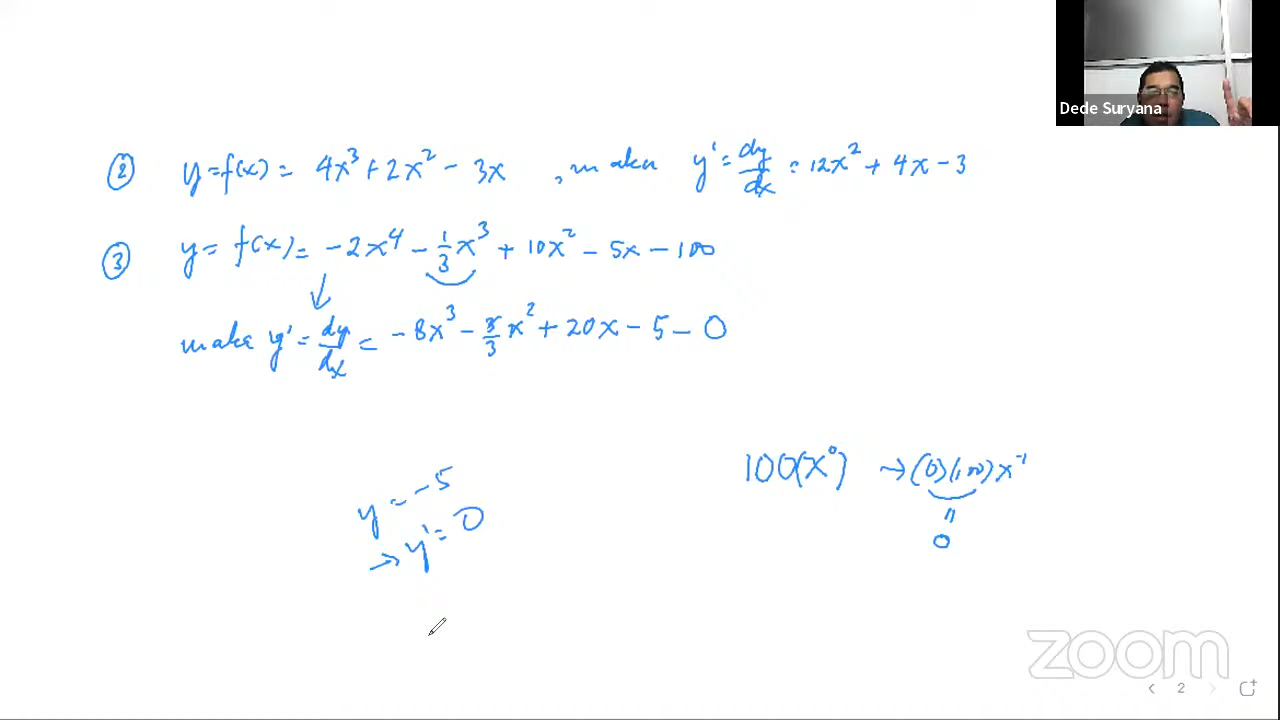 Dede Suryana
② y=f(x)= 4x³+2x² - 3x , maka y'= dy/dx = 12x² + 4x - 3
③ y= f(x)= -2x⁴ - 1/3 x³ + 10x² - 5x - 100
maka y'= dy/dx = -8x³ - 3/3 x² + 20x - 5 - 0
100(x⁰) → (0)(100)x⁻¹
"
0
y = -5
→ y' = 0
zoom
2